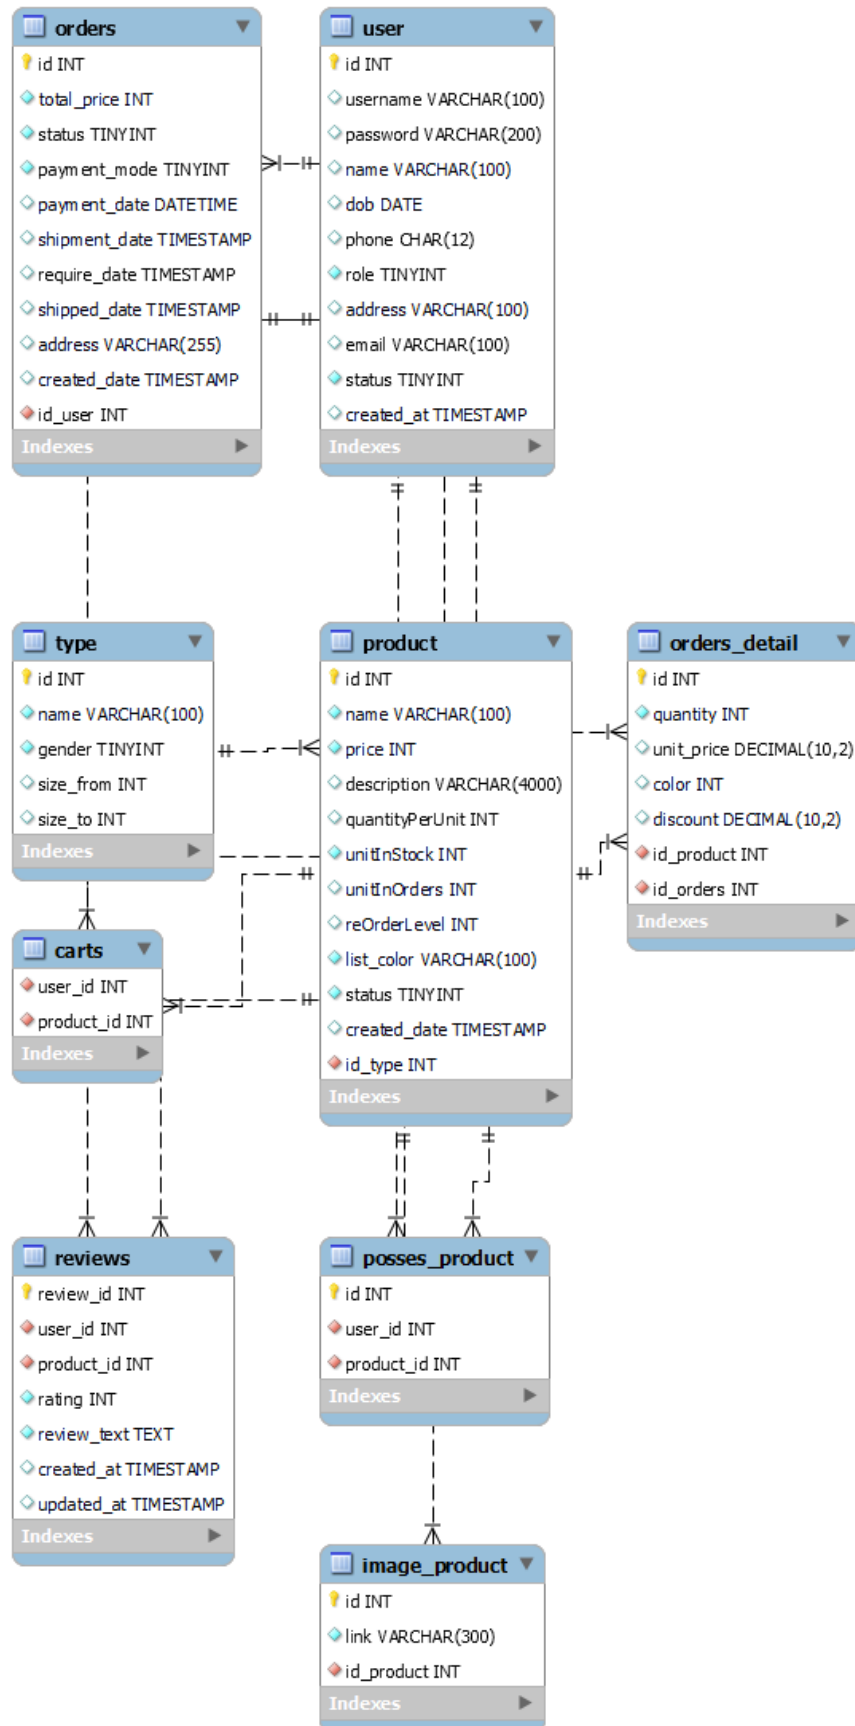 orders
id INT
total_price INT
status TINYINT
payment_mode TINYINT
payment_date DATETIME
shipment_date TIMESTAMP
require_date TIMESTAMP
shipped_date TIMESTAMP
address VARCHAR(255)
created_date TIMESTAMP
id_user INT
Indexes
user
id INT
username VARCHAR(100)
password VARCHAR(200)
name VARCHAR(100)
dob DATE
phone CHAR(12)
role TINYINT
address VARCHAR(100)
email VARCHAR(100)
status TINYINT
created_at TIMESTAMP
Indexes
type
id INT
name VARCHAR(100)
gender TINYINT
size_from INT
size_to INT
Indexes
product
id INT
name VARCHAR(100)
price INT
description VARCHAR(4000)
quantityPerUnit INT
unitInStock INT
unitInOrders INT
reOrderLevel INT
list_color VARCHAR(100)
status TINYINT
created_date TIMESTAMP
id_type INT
Indexes
orders_detail
id INT
quantity INT
unit_price DECIMAL(10,2)
color INT
discount DECIMAL(10,2)
id_product INT
id_orders INT
Indexes
carts
user_id INT
product_id INT
Indexes
reviews
review_id INT
user_id INT
product_id INT
rating INT
review_text TEXT
created_at TIMESTAMP
updated_at TIMESTAMP
Indexes
posses_product
id INT
user_id INT
product_id INT
Indexes
image_product
id INT
link VARCHAR(300)
id_product INT
Indexes